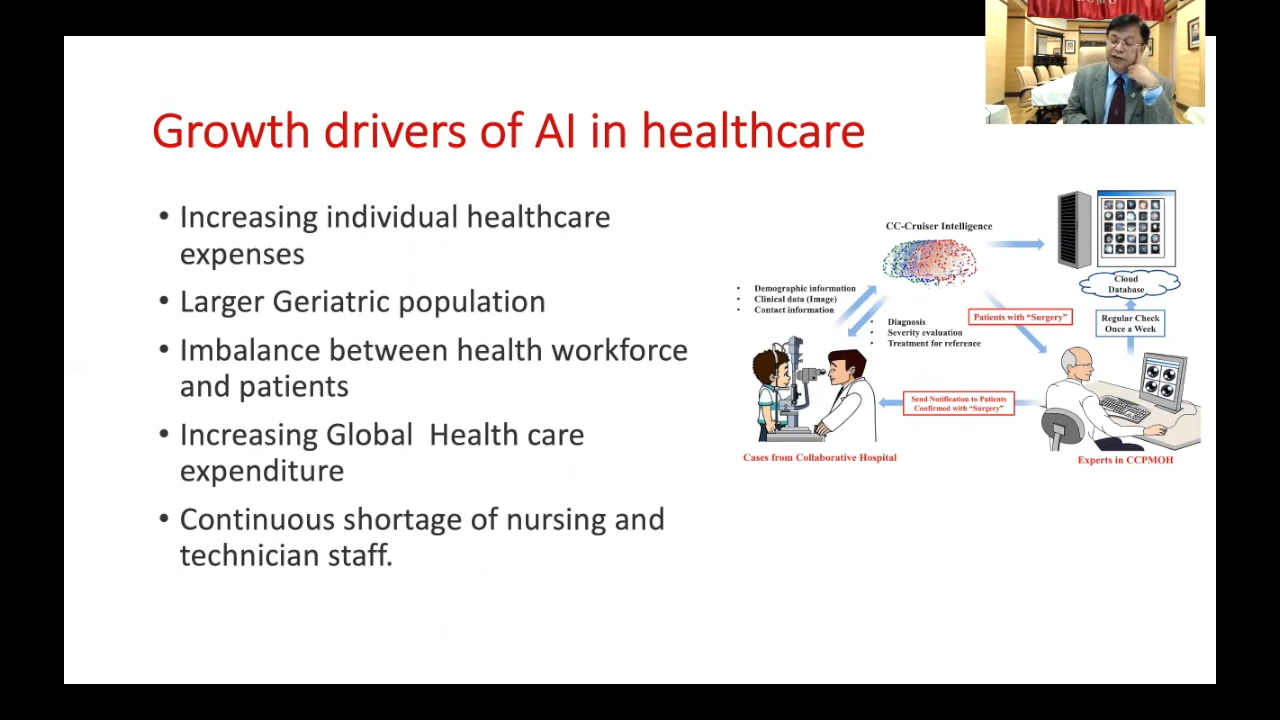 Growth drivers of AI in healthcare
• Increasing individual healthcare
expenses
• Larger Geriatric population
• Imbalance between health workforce
and patients
• Increasing Global  Health care
expenditure
• Continuous shortage of nursing and
technician staff.
CC-Cruiser Intelligence
• Demographic information
• Clinical data (Image)
• Contact information
• Diagnosis
• Severity evaluation
• Treatment for reference
Patients with “Surgery”
Cloud
Database
Regular Check
Once a Week
Send Notification to Patients
Confirmed with “Surgery”
Cases from Collaborative Hospital
Experts in CCPMOH